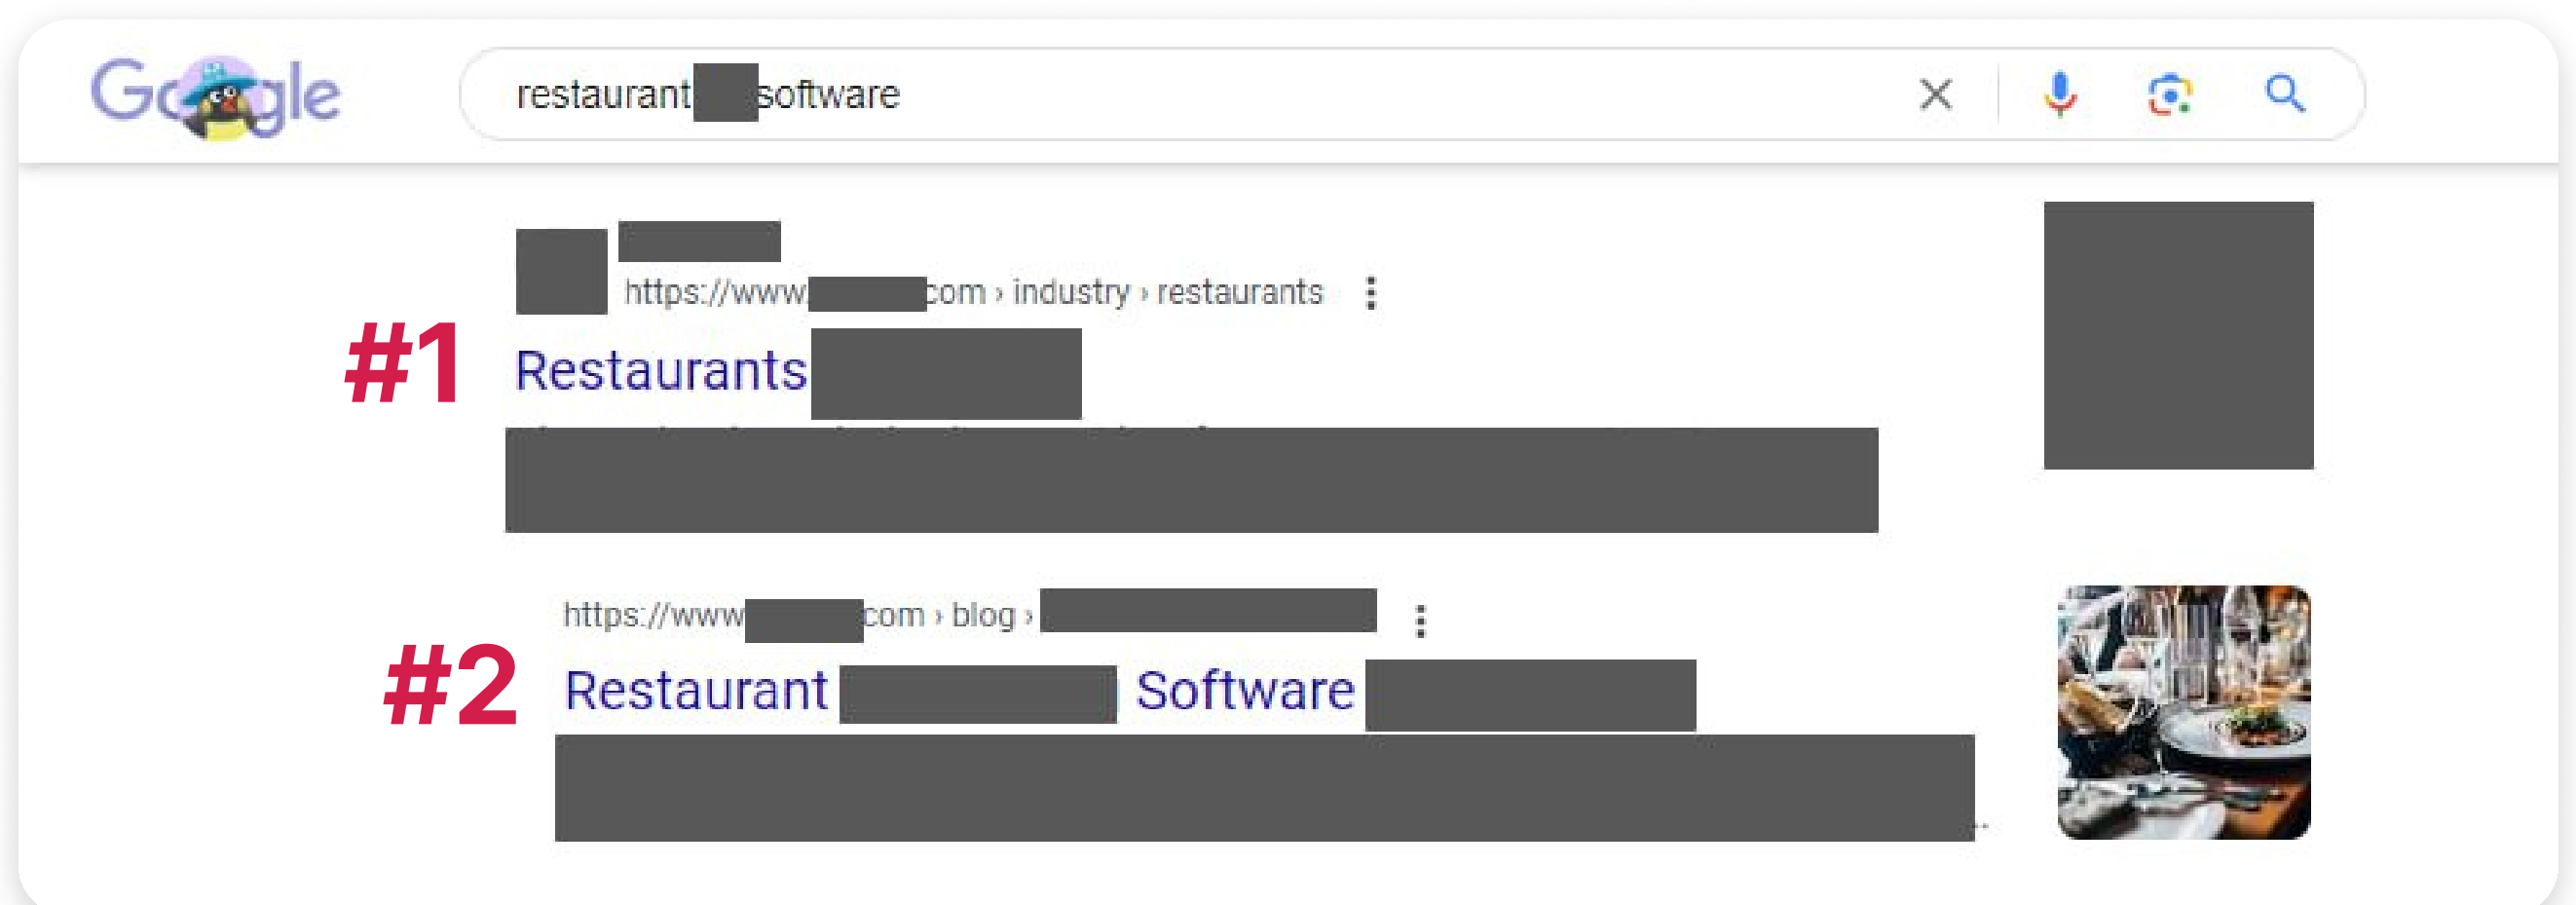 Google
restaurant software
https://www. com › industry › restaurants
#1
Restaurants
https://www com › blog ›
#2
Restaurant Software
..